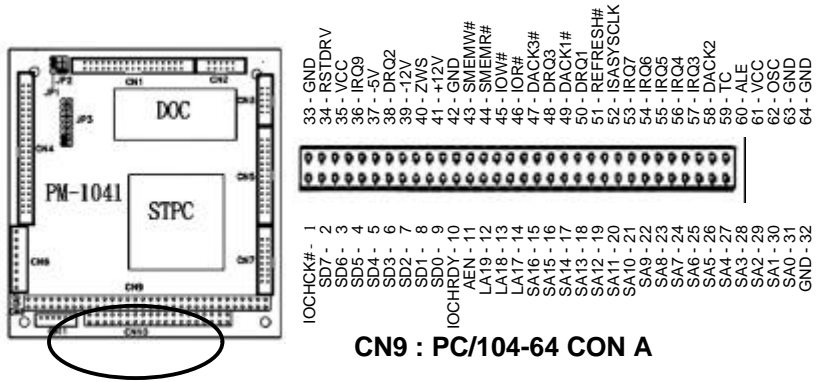 JP2
CN1
CN2
JP1
JP3
DOC
CN3
CN4
PM-1041
CN5
STPC
CN6
CN7
CN9
CN10
33 - GND
34 - RSTDRV
35 - VCC
36 - IRQ9
37 - -5V
38 - DRQ2
39 - -12V
40 - ZWS
41 - +12V
42 - GND
43 - SMEMW#
44 - SMEMR#
45 - IOW#
46 - IOR#
47 - DACK3#
48 - DRQ3
49 - DACK1#
50 - DRQ1
51 - REFRESH#
52 - ISASYSCLK
53 - IRQ7
54 - IRQ6
55 - IRQ5
56 - IRQ4
57 - IRQ3
58 - DACK2
59 - TC
60 - ALE
61 - VCC
62 - OSC
63 - GND
64 - GND
IOCHCK# - 1
SD7 - 2
SD6 - 3
SD5 - 4
SD4 - 5
SD3 - 6
SD2 - 7
SD1 - 8
SD0 - 9
IOCHRDY - 10
AEN - 11
LA19 - 12
LA18 - 13
LA17 - 14
SA16 - 15
SA15 - 16
SA14 - 17
SA13 - 18
SA12 - 19
SA11 - 20
SA10 - 21
SA9 - 22
SA8 - 23
SA7 - 24
SA6 - 25
SA5 - 26
SA4 - 27
SA3 - 28
SA2 - 29
SA1 - 30
SA0 - 31
GND - 32
CN9 : PC/104-64 CON A